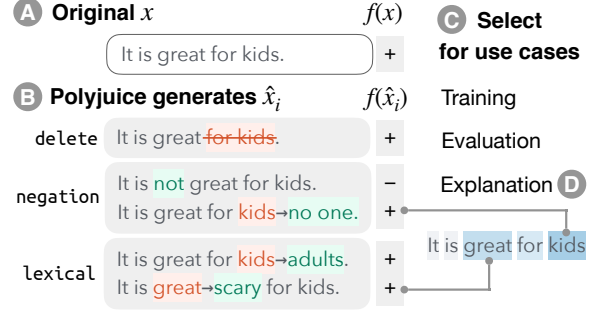 A Original x f(x)
It is great for kids. +
B Polyjuice generates x̂ᵢ f(x̂ᵢ)
delete It is great for kids. +
negation It is not great for kids. −
It is great for kids→no one. +
lexical It is great for kids→adults. +
It is great→scary for kids. +
C Select
for use cases
Training
Evaluation
Explanation D
It is great for kids